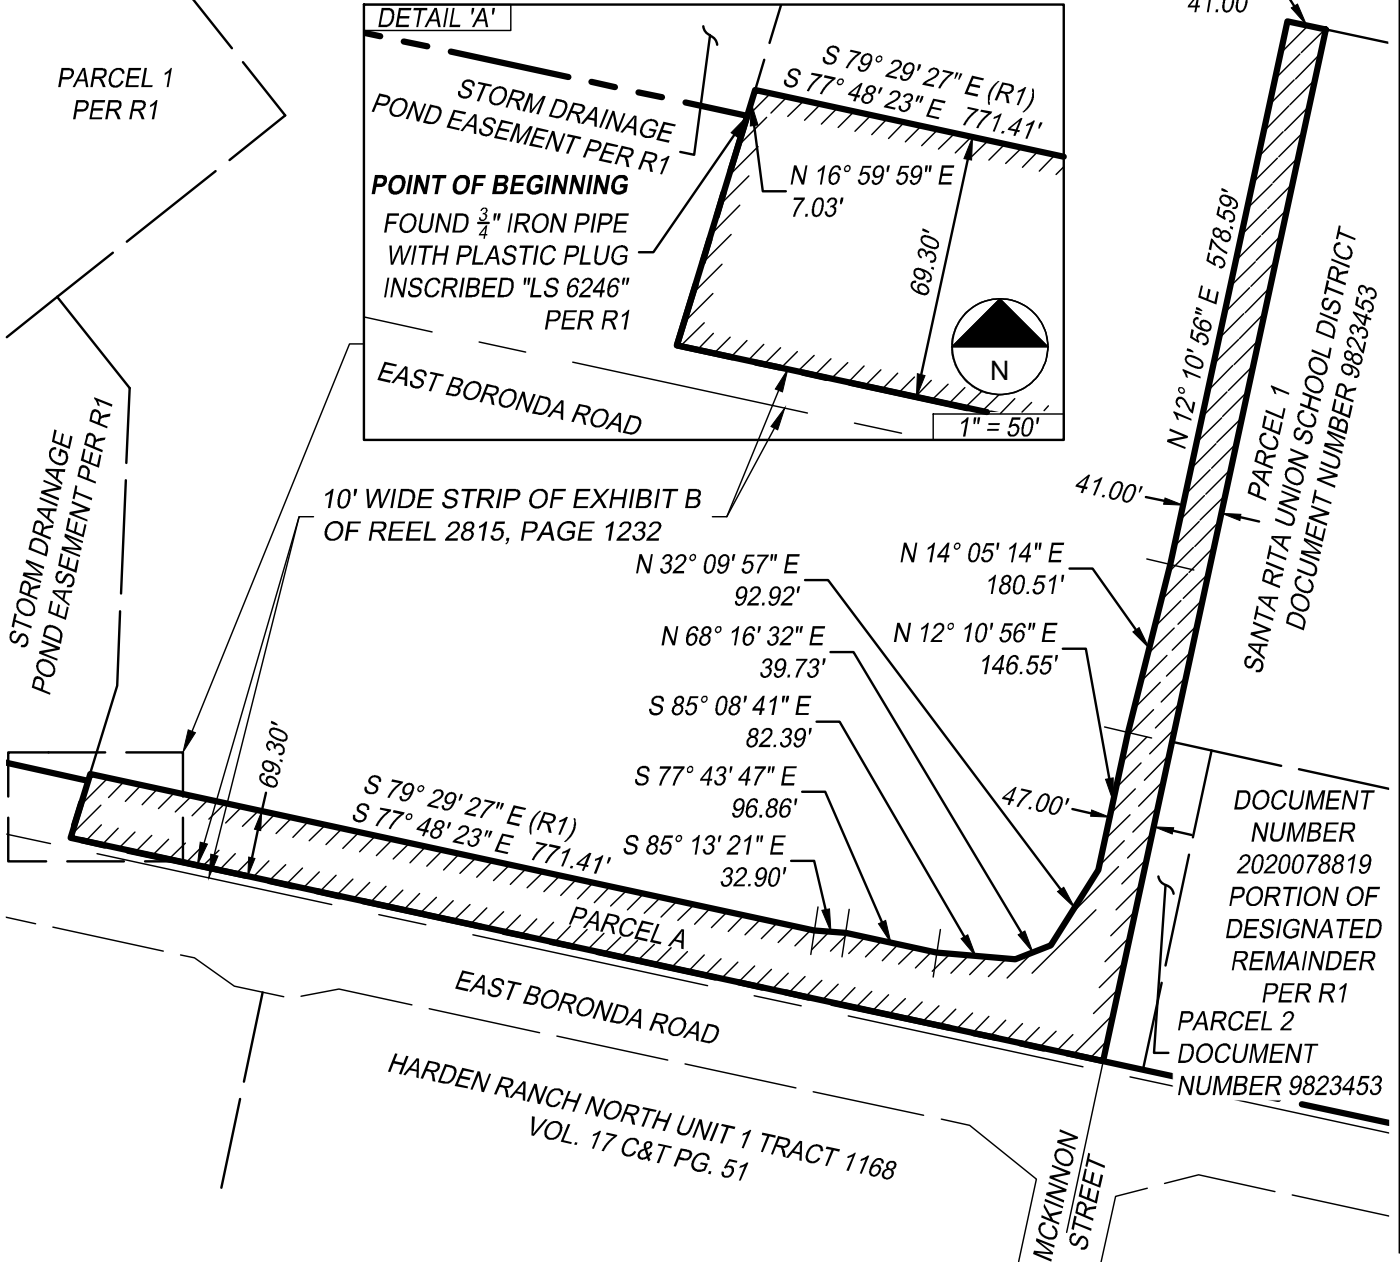 41.00'
DETAIL 'A'
PARCEL 1
PER R1
STORM DRAINAGE
POND EASEMENT PER R1
S 79° 29' 27" E (R1)
S 77° 48' 23" E 771.41'
POINT OF BEGINNING
FOUND 3/4" IRON PIPE
WITH PLASTIC PLUG
INSCRIBED "LS 6246"
PER R1
N 16° 59' 59" E
7.03'
69.30'
N
EAST BORONDA ROAD
1" = 50'
N 12° 10' 56" E 578.59'
PARCEL 1
SANTA RITA UNION SCHOOL DISTRICT
DOCUMENT NUMBER 9823453
STORM DRAINAGE
POND EASEMENT PER R1
10' WIDE STRIP OF EXHIBIT B
OF REEL 2815, PAGE 1232
41.00'
N 32° 09' 57" E
92.92'
N 14° 05' 14" E
180.51'
N 68° 16' 32" E
39.73'
N 12° 10' 56" E
146.55'
S 85° 08' 41" E
82.39'
S 77° 43' 47" E
96.86'
47.00'
S 85° 13' 21" E
32.90'
69.30'
S 79° 29' 27" E (R1)
S 77° 48' 23" E 771.41'
PARCEL A
DOCUMENT
NUMBER
2020078819
PORTION OF
DESIGNATED
REMAINDER
PER R1
PARCEL 2
DOCUMENT
NUMBER 9823453
EAST BORONDA ROAD
HARDEN RANCH NORTH UNIT 1 TRACT 1168
VOL. 17 C&T PG. 51
MCKINNON
STREET